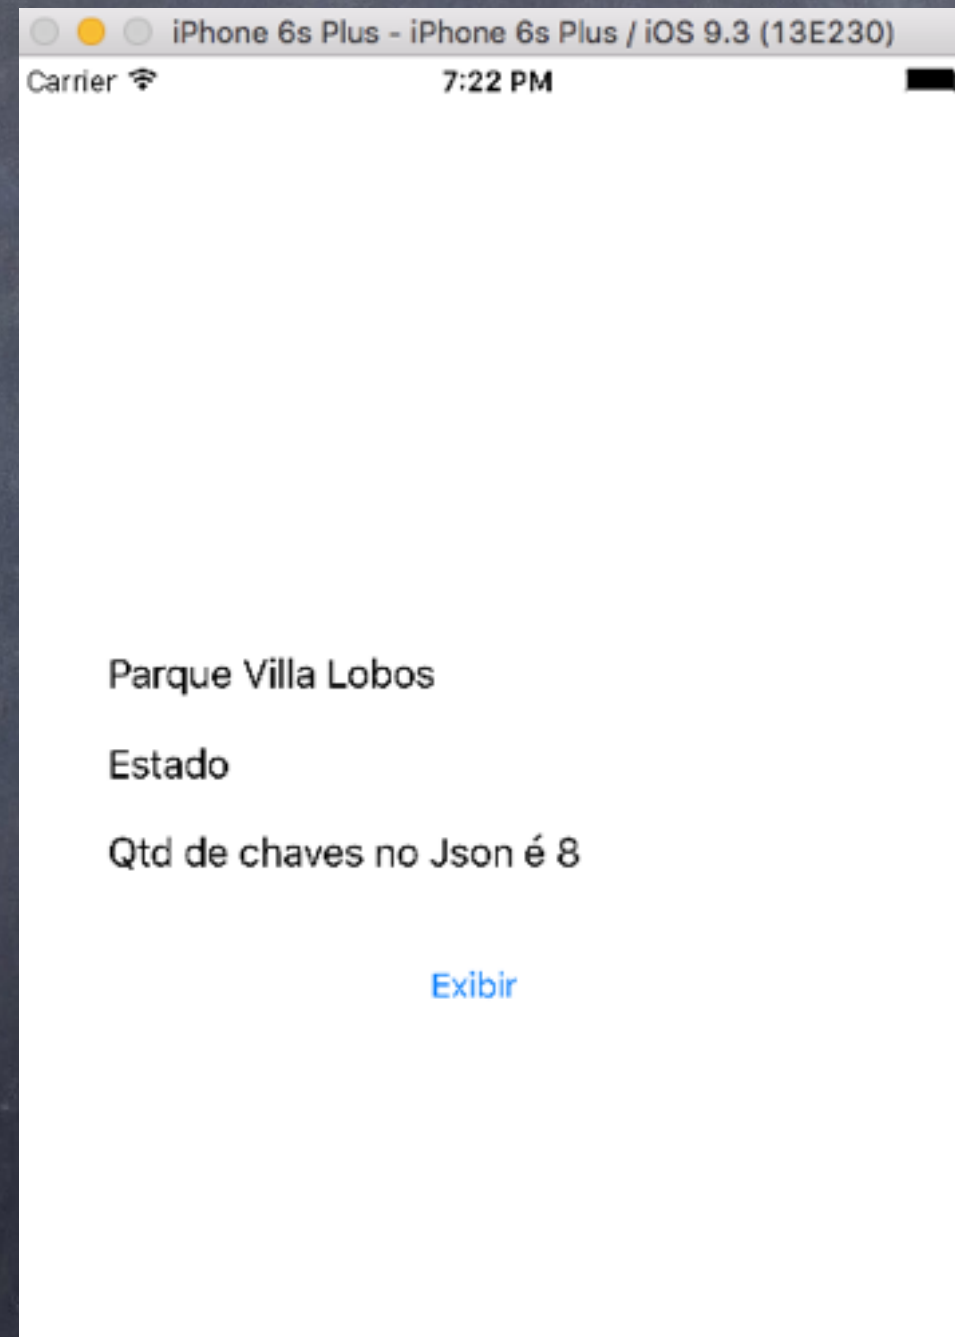 iPhone 6s Plus - iPhone 6s Plus / iOS 9.3 (13E230)
Carrier 7:22 PM
Parque Villa Lobos
Estado
Qtd de chaves no Json é 8
Exibir